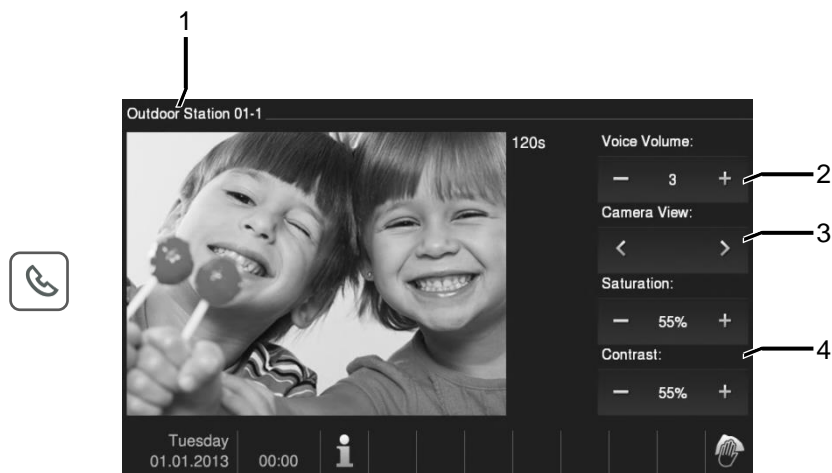 1
Outdoor Station 01-1
120s
Voice Volume:
− 3 +
2
Camera View:
< >
3
Saturation:
− 55% +
Contrast:
4
− 55% +
Tuesday
01.01.2013 00:00